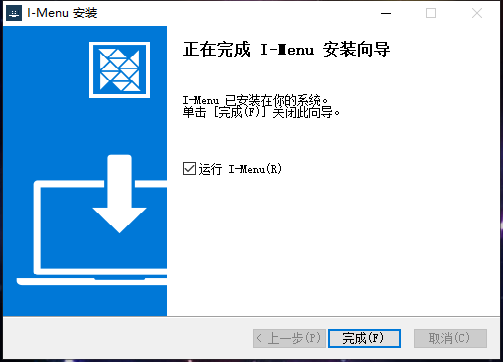 I-Menu 安装
正在完成 I-Menu 安装向导
I-Menu 已安装在你的系统。
单击 [完成(F)] 关闭此向导。
运行 I-Menu(R)
< 上一步(P)
完成(F)
取消(C)